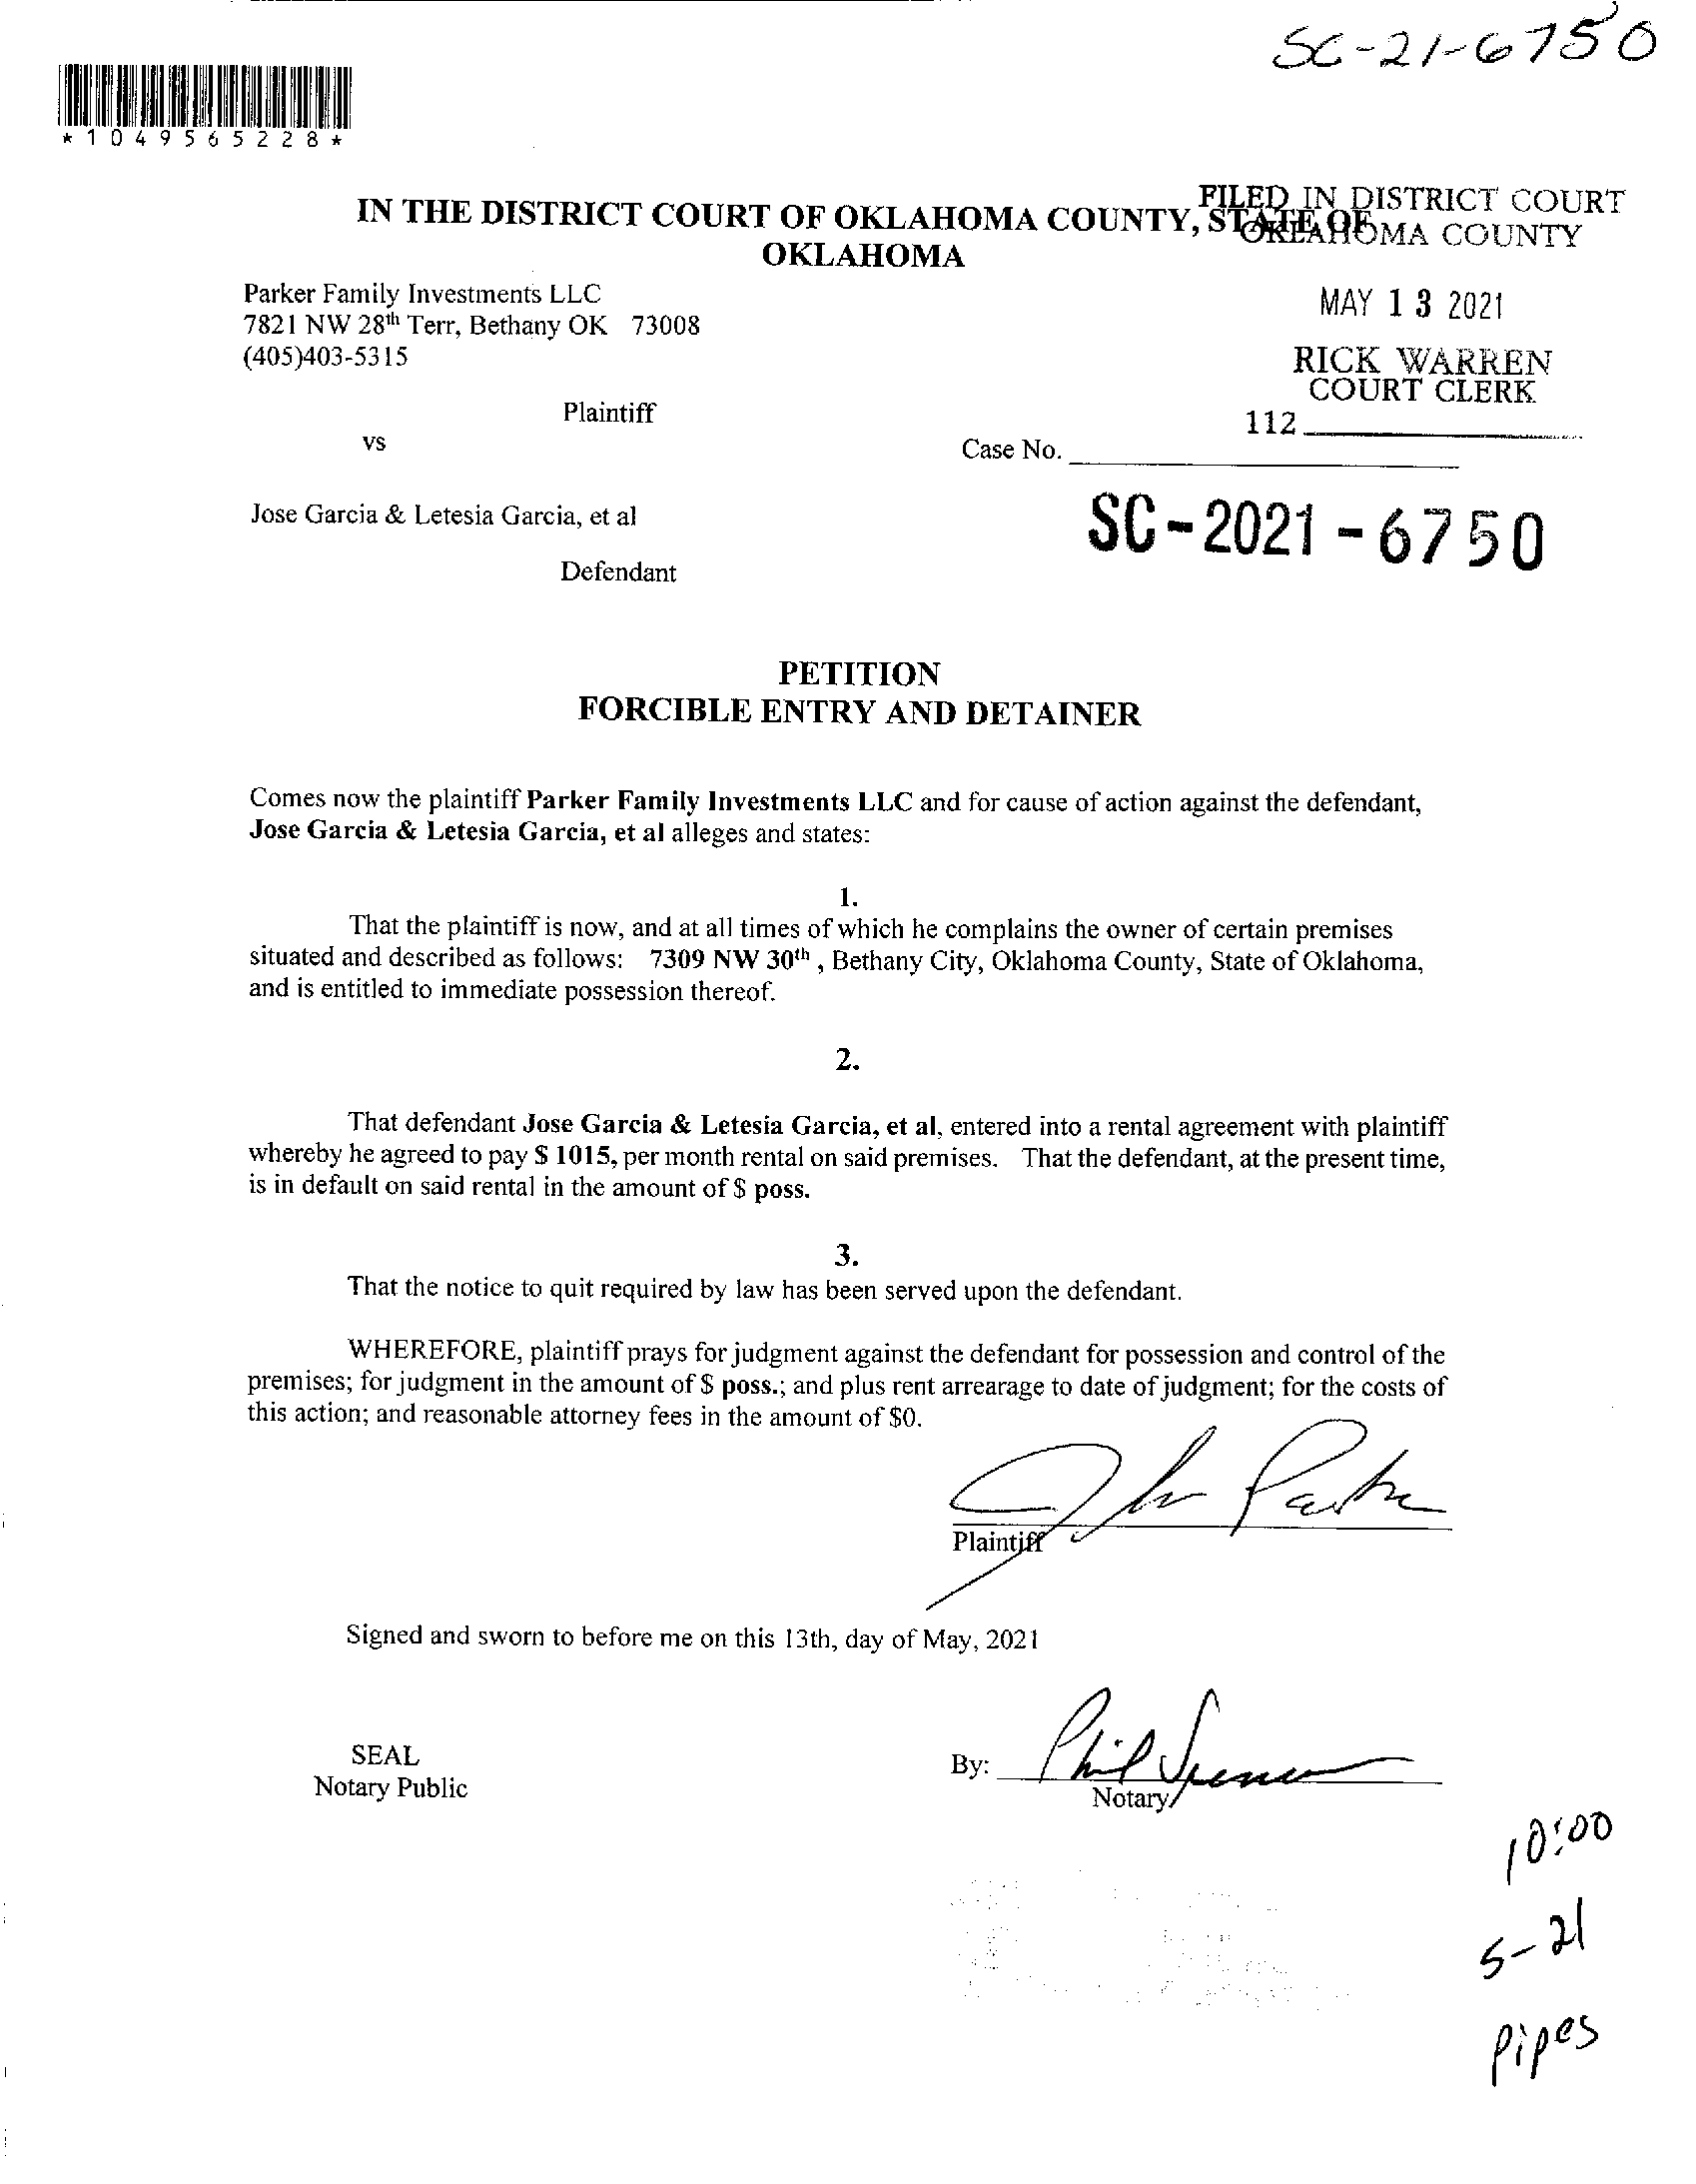 SC-21-6750
*1049565228*
FILED IN DISTRICT COURT
OKLAHOMA COUNTY
IN THE DISTRICT COURT OF OKLAHOMA COUNTY, STATE OF
OKLAHOMA
Parker Family Investments LLC
7821 NW 28th Terr, Bethany OK 73008
(405)403-5315
MAY 13 2021
RICK WARREN
COURT CLERK
112
Plaintiff
vs
Case No.
Jose Garcia & Letesia Garcia, et al
SC-2021-6750
Defendant
PETITION
FORCIBLE ENTRY AND DETAINER
Comes now the plaintiff Parker Family Investments LLC and for cause of action against the defendant,
Jose Garcia & Letesia Garcia, et al alleges and states:
1.
That the plaintiff is now, and at all times of which he complains the owner of certain premises
situated and described as follows: 7309 NW 30th , Bethany City, Oklahoma County, State of Oklahoma,
and is entitled to immediate possession thereof.
2.
That defendant Jose Garcia & Letesia Garcia, et al, entered into a rental agreement with plaintiff
whereby he agreed to pay $ 1015, per month rental on said premises. That the defendant, at the present time,
is in default on said rental in the amount of $ poss.
3.
That the notice to quit required by law has been served upon the defendant.
WHEREFORE, plaintiff prays for judgment against the defendant for possession and control of the
premises; for judgment in the amount of $ poss.; and plus rent arrearage to date of judgment; for the costs of
this action; and reasonable attorney fees in the amount of $0.
John Parker
Plaintiff
Signed and sworn to before me on this 13th, day of May, 2021
SEAL
Notary Public
By: Phil Spencer
Notary
10:00
5-21
Pipes